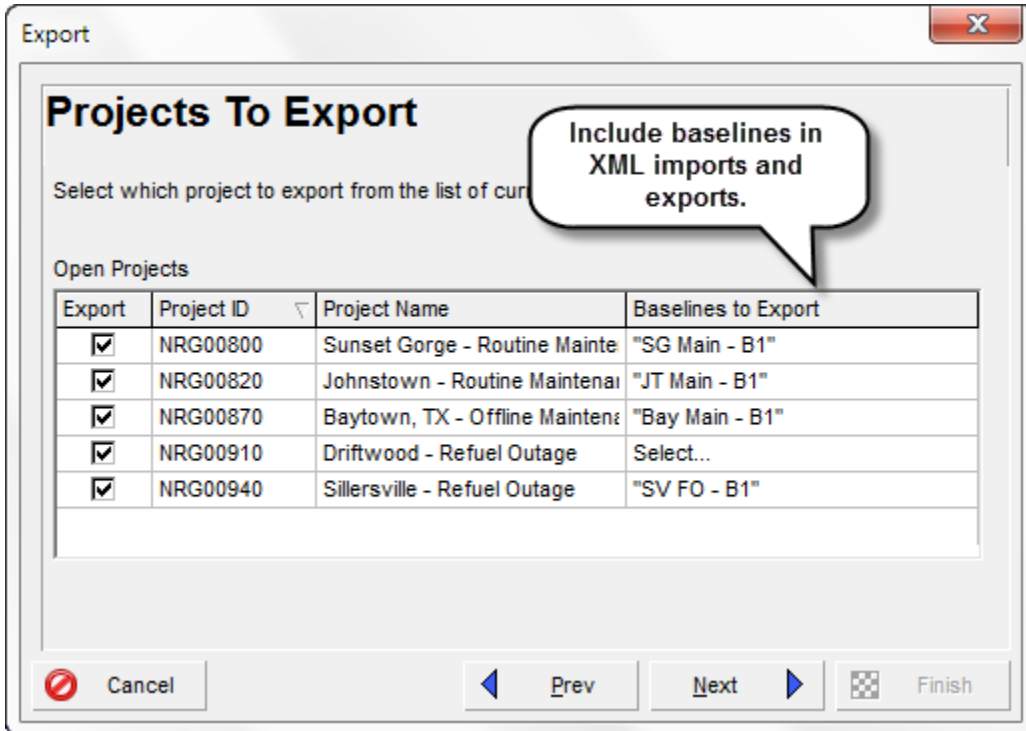 Export
Projects To Export
Include baselines in
XML imports and
exports.
Select which project to export from the list of
Open Projects
Export Project ID Project Name Baselines to Export
NRG00800 Sunset Gorge - Routine Mainte "SG Main - B1"
NRG00820 Johnstown - Routine Maintenan "JT Main - B1"
NRG00870 Baytown, TX - Offline Maintena "Bay Main - B1"
NRG00910 Driftwood - Refuel Outage Select...
NRG00940 Sillersville - Refuel Outage "SV FO - B1"
Cancel Prev Next Finish